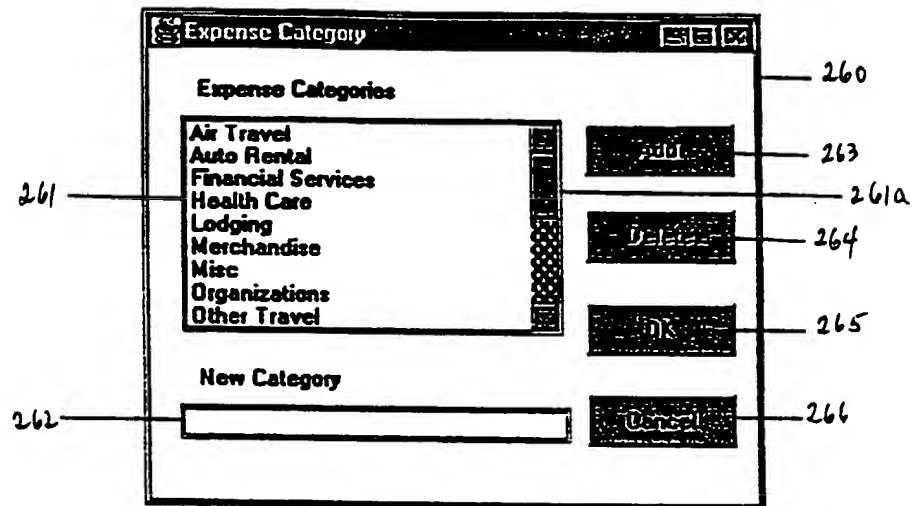 Expense Category
260
Expense Categories
Air Travel
Auto Rental
Financial Services
Health Care
Lodging
Merchandise
Misc
Organizations
Other Travel
261
261a
Add
263
Delete
264
OK
265
New Category
262
Cancel
266